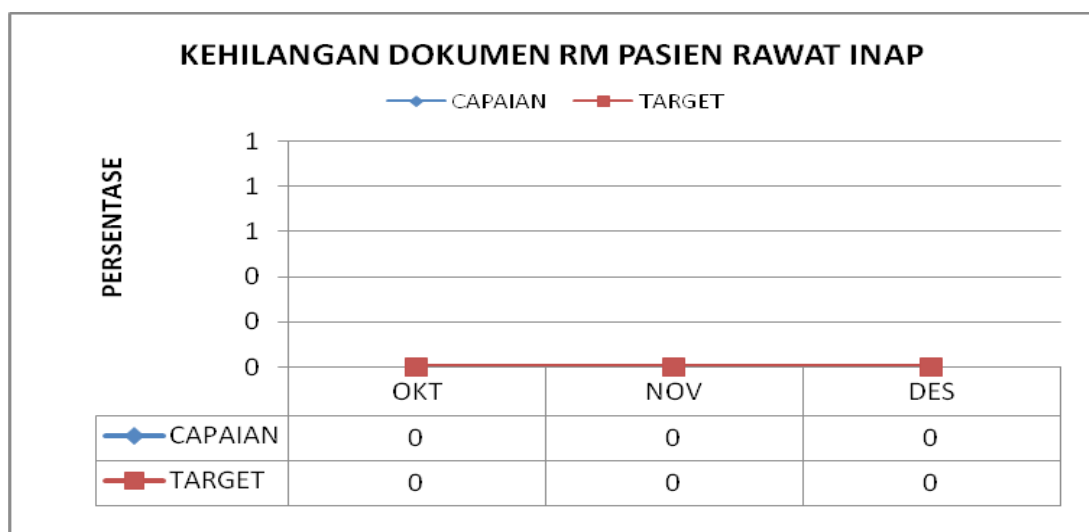 KEHILANGAN DOKUMEN RM PASIEN RAWAT INAP
CAPAIAN TARGET
PERSENTASE
1
1
1
0
0
0
OKT NOV DES
CAPAIAN 0 0 0
TARGET 0 0 0